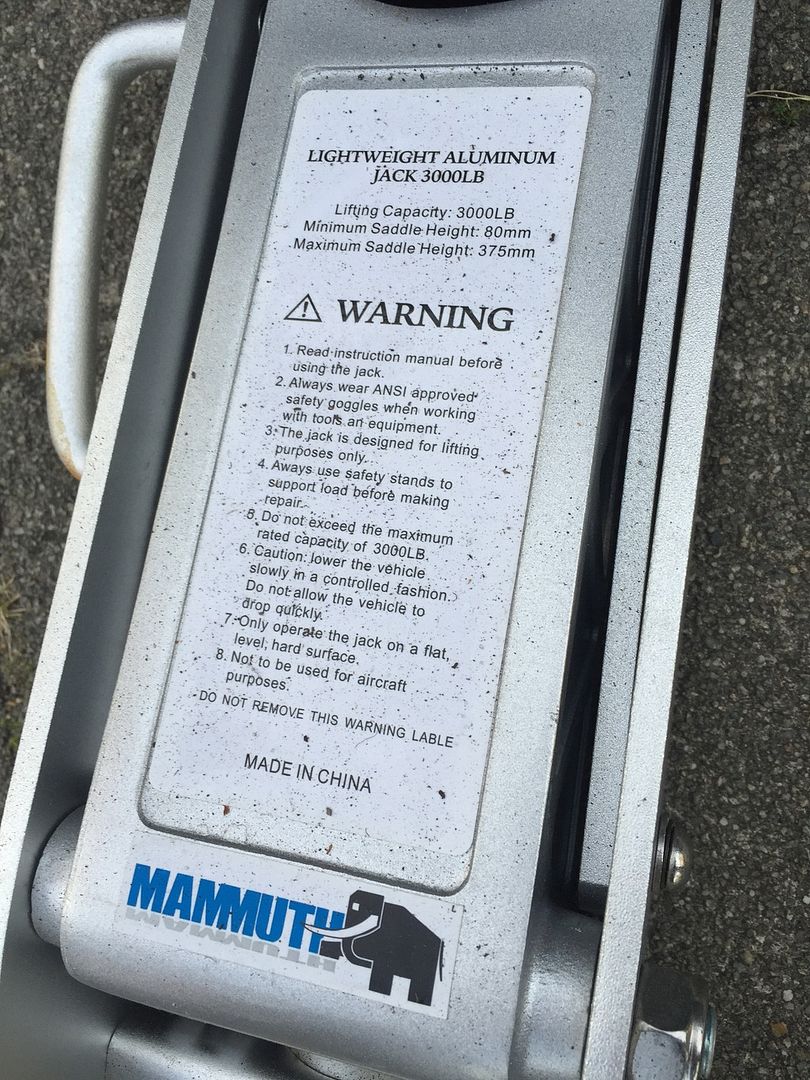 LIGHTWEIGHT ALUMINUM
JACK 3000LB
Lifting Capacity: 3000LB
Minimum Saddle Height: 80mm
Maximum Saddle Height: 375mm
WARNING
1. Read instruction manual before
using the jack.
2. Always wear ANSI approved
safety goggles when working
with tools an equipment.
3. The jack is designed for lifting
purposes only.
4. Aways use safety stands to
support load before making
repair.
5. Do not exceed the maximum
rated capacity of 3000LB.
6. Caution: lower the vehicle
slowly in a controlled fashion.
Do not allow the vehicle to
drop quickly.
7. Only operate the jack on a flat,
level, hard surface.
8. Not to be used for aircraft
purposes.
DO NOT REMOVE THIS WARNING LABLE
MADE IN CHINA
MAMMUTH